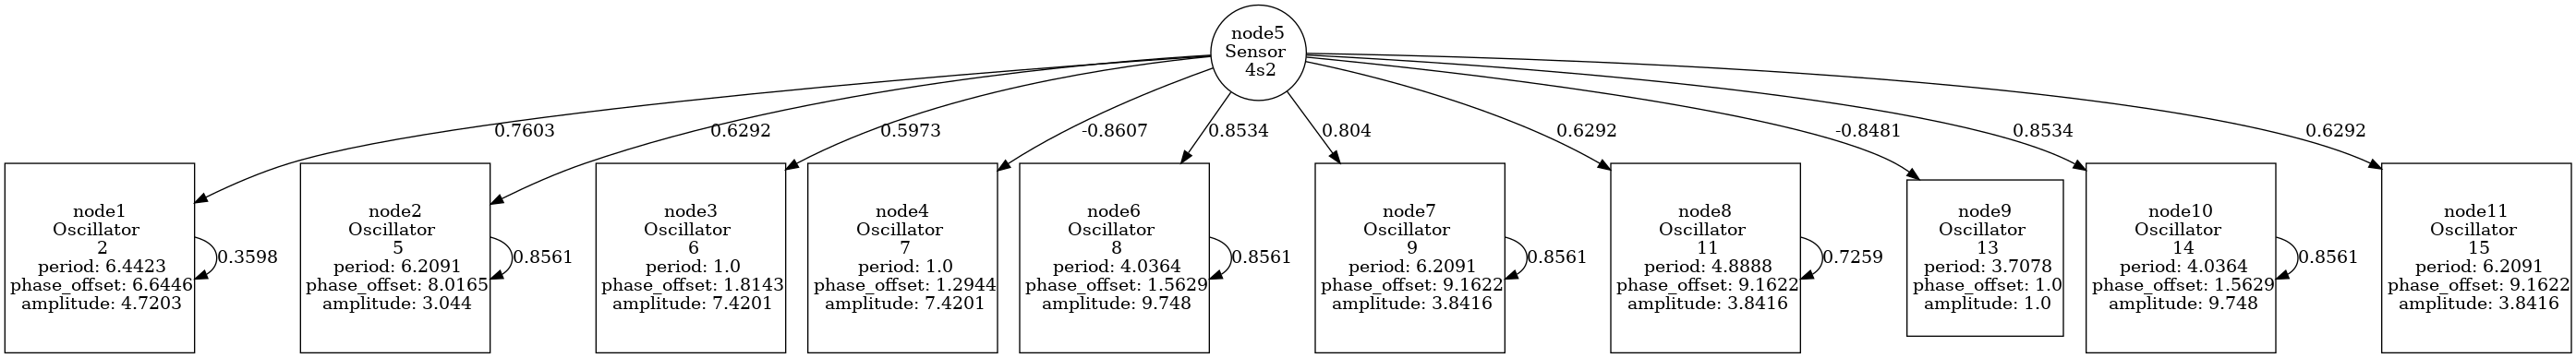 node5
Sensor
4s2
0.7603
0.6292
0.5973
-0.8607
0.8534
0.804
0.6292
-0.8481
0.8534
0.6292
node1
Oscillator
2
period: 6.4423
phase_offset: 6.6446
amplitude: 4.7203
0.3598
node2
Oscillator
5
period: 6.2091
phase_offset: 8.0165
amplitude: 3.044
0.8561
node3
Oscillator
6
period: 1.0
phase_offset: 1.8143
amplitude: 7.4201
node4
Oscillator
7
period: 1.0
phase_offset: 1.2944
amplitude: 7.4201
node6
Oscillator
8
period: 4.0364
phase_offset: 1.5629
amplitude: 9.748
0.8561
node7
Oscillator
9
period: 6.2091
phase_offset: 9.1622
amplitude: 3.8416
0.8561
node8
Oscillator
11
period: 4.8888
phase_offset: 9.1622
amplitude: 3.8416
0.7259
node9
Oscillator
13
period: 3.7078
phase_offset: 1.0
amplitude: 1.0
node10
Oscillator
14
period: 4.0364
phase_offset: 1.5629
amplitude: 9.748
0.8561
node11
Oscillator
15
period: 6.2091
phase_offset: 9.1622
amplitude: 3.8416